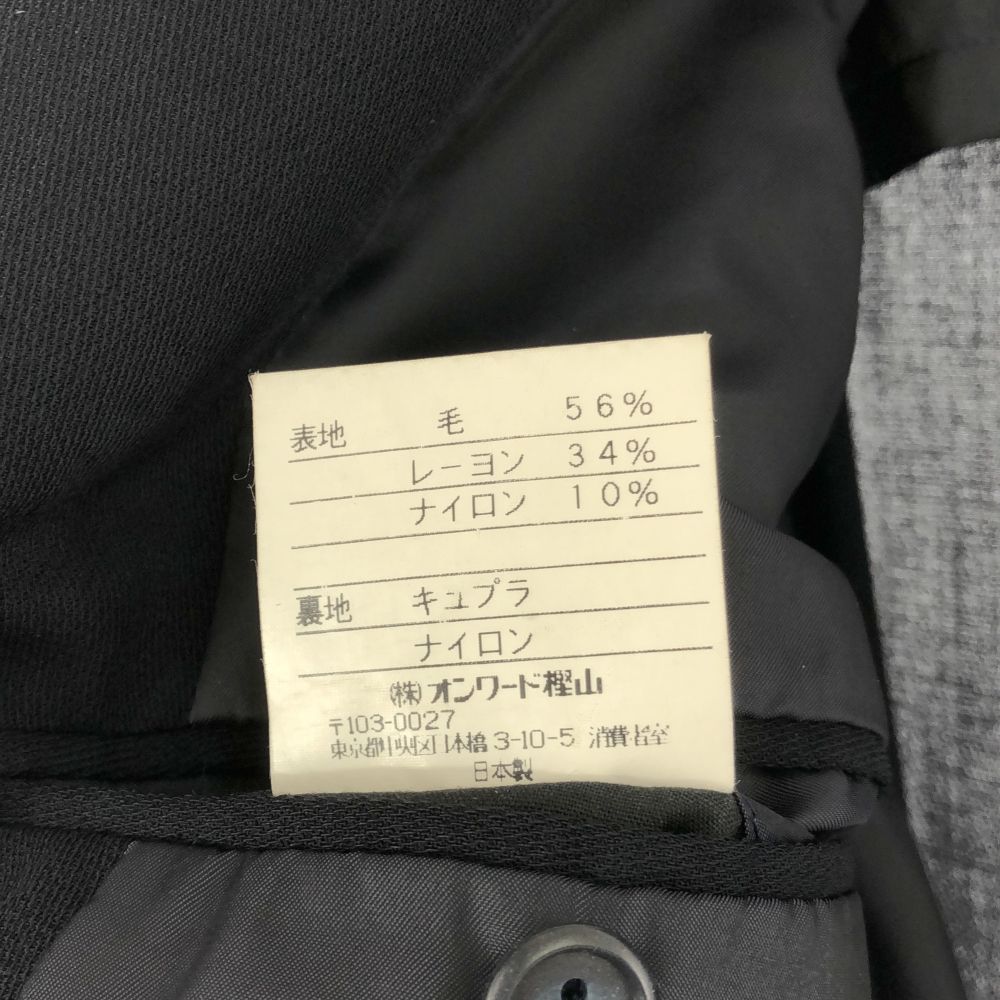 表地 毛 56%
レーヨン 34%
ナイロン 10%
裏地 キュプラ
ナイロン
㈱オンワード樫山
〒103-0027
東京都中央区日本橋3-10-5 消費者室
日本製